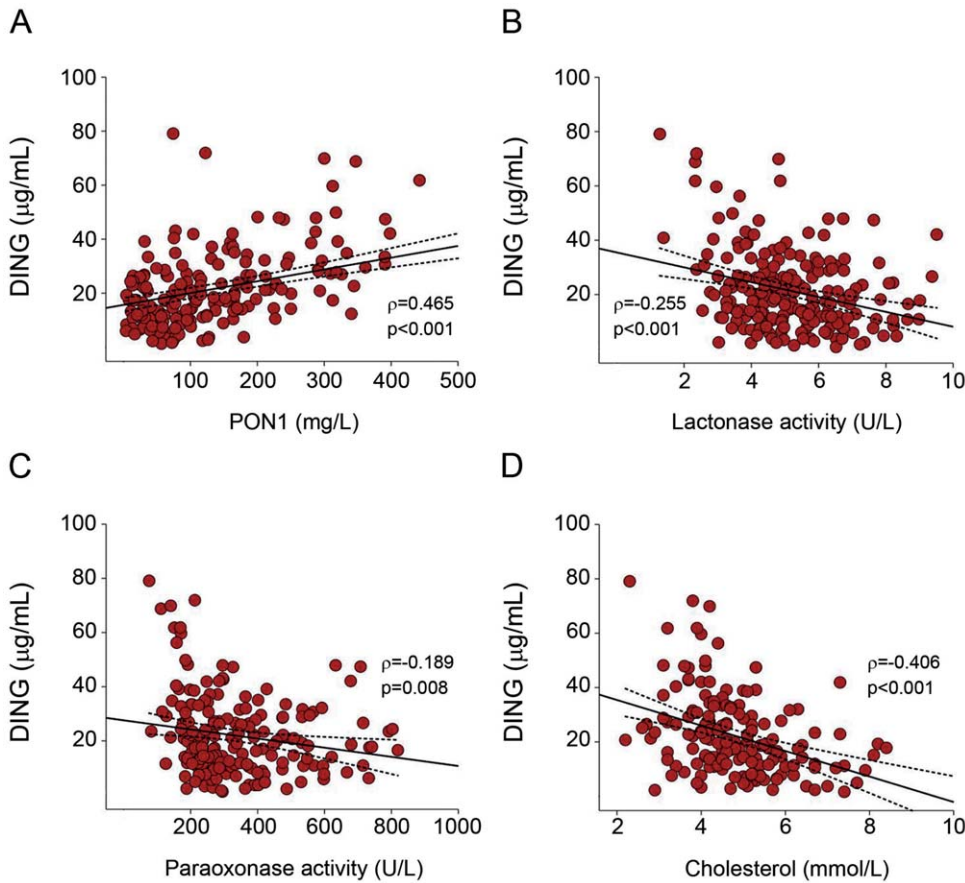 A
100
80
60
40
20
DING (μg/mL)
ρ=0.465
p<0.001
100 200 300 400 500
PON1 (mg/L)
B
100
80
60
40
20
DING (μg/mL)
ρ=-0.255
p<0.001
2 4 6 8 10
Lactonase activity (U/L)
C
100
80
60
40
20
DING (μg/mL)
ρ=-0.189
p=0.008
200 400 600 800 1000
Paraoxonase activity (U/L)
D
100
80
60
40
20
DING (μg/mL)
ρ=-0.406
p<0.001
2 4 6 8 10
Cholesterol (mmol/L)